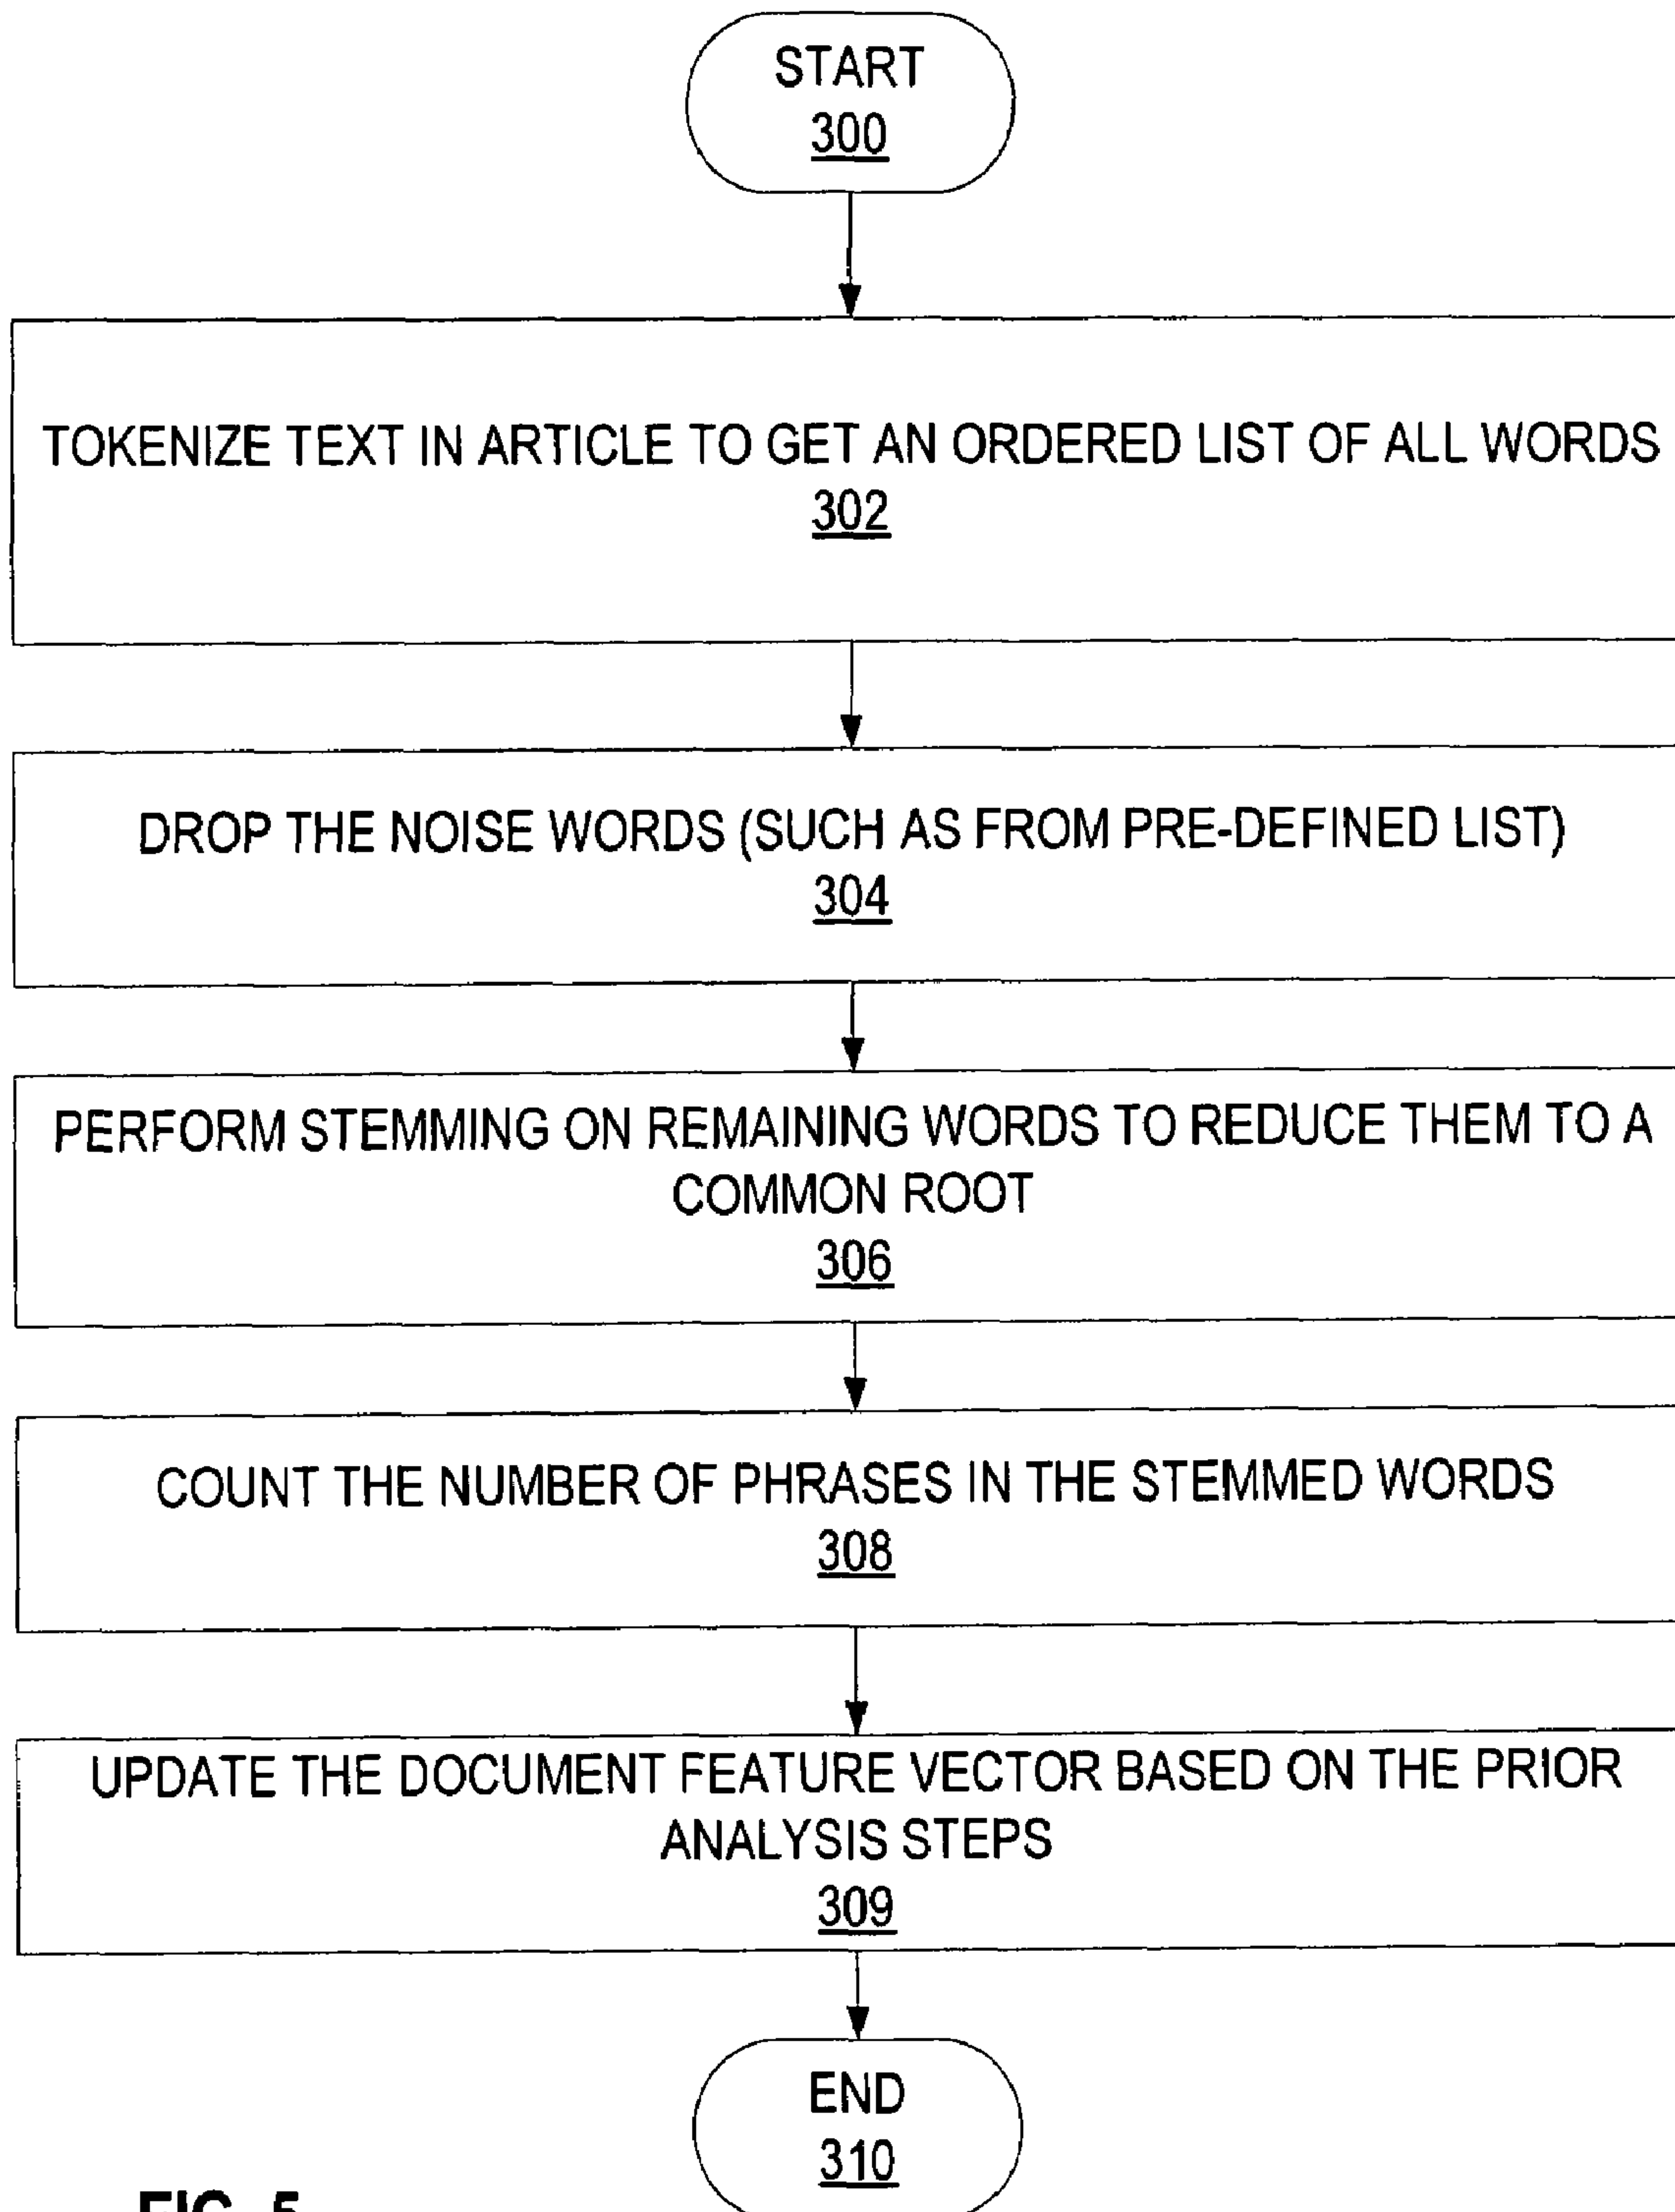 START
300
TOKENIZE TEXT IN ARTICLE TO GET AN ORDERED LIST OF ALL WORDS
302
DROP THE NOISE WORDS (SUCH AS FROM PRE-DEFINED LIST)
304
PERFORM STEMMING ON REMAINING WORDS TO REDUCE THEM TO A
COMMON ROOT
306
COUNT THE NUMBER OF PHRASES IN THE STEMMED WORDS
308
UPDATE THE DOCUMENT FEATURE VECTOR BASED ON THE PRIOR
ANALYSIS STEPS
309
END
310
FIG. 5